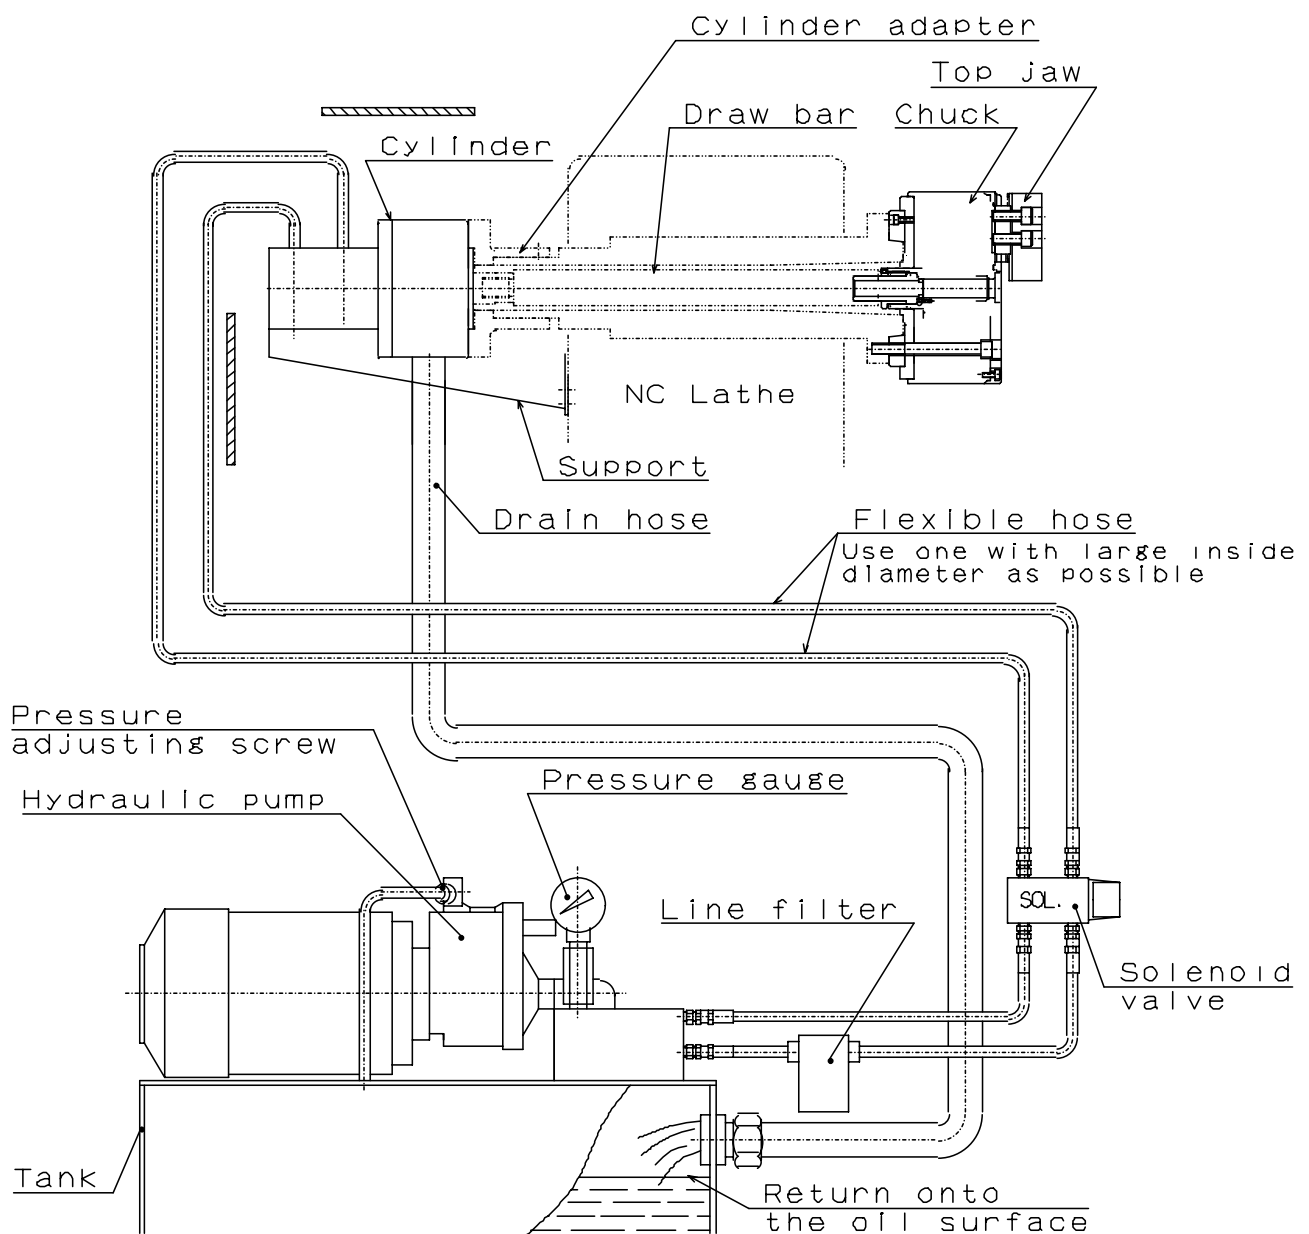 Cylinder adapter
Top jaw
Draw bar
Chuck
Cylinder
NC Lathe
Support
Drain hose
Flexible hose
Use one with large inside
diameter as possible
Pressure
adjusting screw
Pressure gauge
Hydraulic pump
SOL.
Line filter
Solenoid
valve
Tank
Return onto
the oil surface